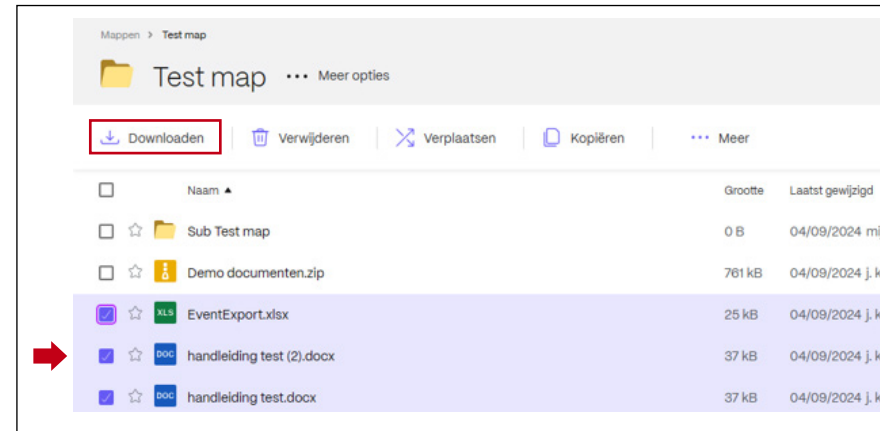 Mappen > Test map
Test map ••• Meer opties
Downloaden Verwijderen Verplaatsen Kopiëren ••• Meer
Naam ▲ Grootte Laatst gewijzigd
Sub Test map 0 B 04/09/2024
Demo documenten.zip 761 kB 04/09/2024 j.
XLS EventExport.xlsx 25 kB 04/09/2024 j.
DOC handleiding test (2).docx 37 kB 04/09/2024 j.
DOC handleiding test.docx 37 kB 04/09/2024 j.